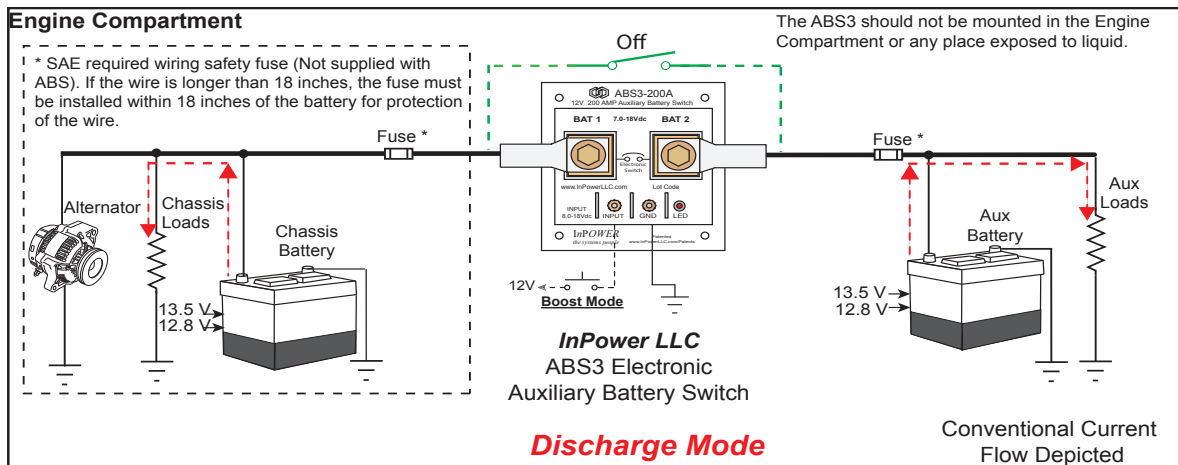 Engine Compartment
* SAE required wiring safety fuse (Not supplied with
ABS). If the wire is longer than 18 inches, the fuse must
be installed within 18 inches of the battery for protection
of the wire.
Off
The ABS3 should not be mounted in the Engine
Compartment or any place exposed to liquid.
ABS3-200A
12V 200 AMP Auxiliary Battery Switch
BAT 1
7.0-18Vdc
BAT 2
Electronic
Switch
www.InPowerLLC.com
Lot Code
INPUT
8.0-18Vdc
INPUT
GND
LED
InPOWER
the systems people
Patented
www.InPowerLLC.com/Patents
Fuse *
Fuse *
Alternator
Chassis
Loads
Chassis
Battery
13.5 V
12.8 V
12V
Boost Mode
Aux
Battery
Aux
Loads
13.5 V
12.8 V
InPower LLC
ABS3 Electronic
Auxiliary Battery Switch
Discharge Mode
Conventional Current
Flow Depicted